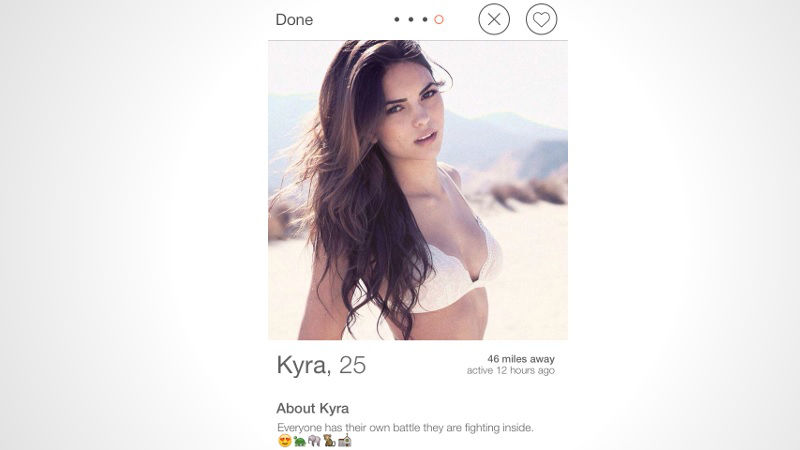 Done
Kyra, 25
46 miles away
active 12 hours ago
About Kyra
Everyone has their own battle they are fighting inside.
😍🐢🐘🐒⛪